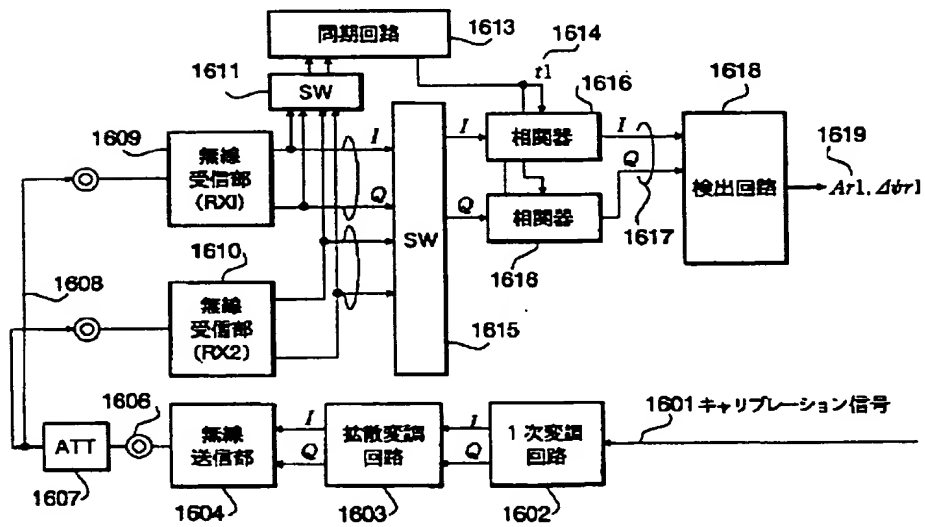 同期回路
1613
1614
1611
SW
t1
1616
1618
1609
無線
受信部
(RX1)
I
Q
I
Q
相関器
相関器
I
Q
検出回路
1619
Ar1, Δψr1
1617
1616
SW
1610
1608
無線
受信部
(RX2)
1615
1606
1601 キャリブレーション信号
ATT
無線
送信部
I
Q
拡散変調
回路
I
Q
1次変調
回路
1607
1604
1603
1602